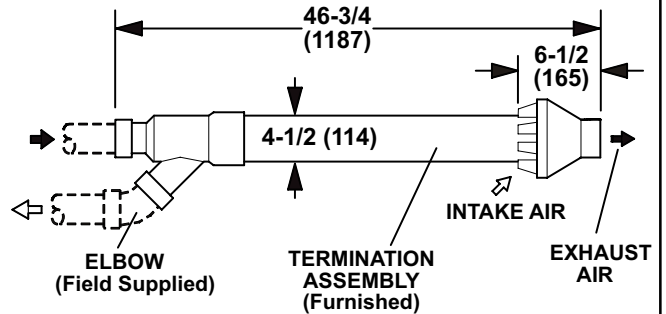 46-3/4
(1187)
6-1/2
(165)
4-1/2 (114)
INTAKE AIR
EXHAUST
AIR
ELBOW
(Field Supplied)
TERMINATION
ASSEMBLY
(Furnished)